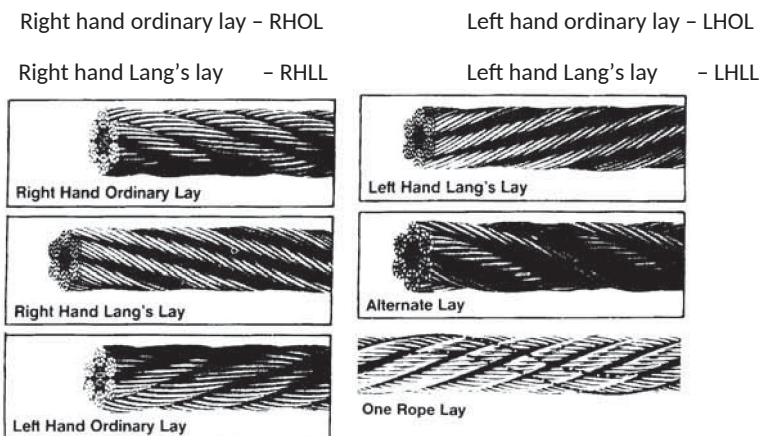 Right hand ordinary lay – RHOL
Left hand ordinary lay – LHOL
Right hand Lang's lay – RHLL
Left hand Lang's lay – LHLL
Right Hand Ordinary Lay
Left Hand Lang's Lay
Right Hand Lang's Lay
Alternate Lay
Left Hand Ordinary Lay
One Rope Lay